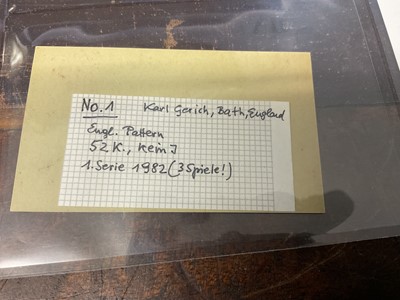 No. 1 Karl Gerich, Bath, England
Engl. Pattern
52 K., kein J
1. Serie 1982 (3 Spiele!)